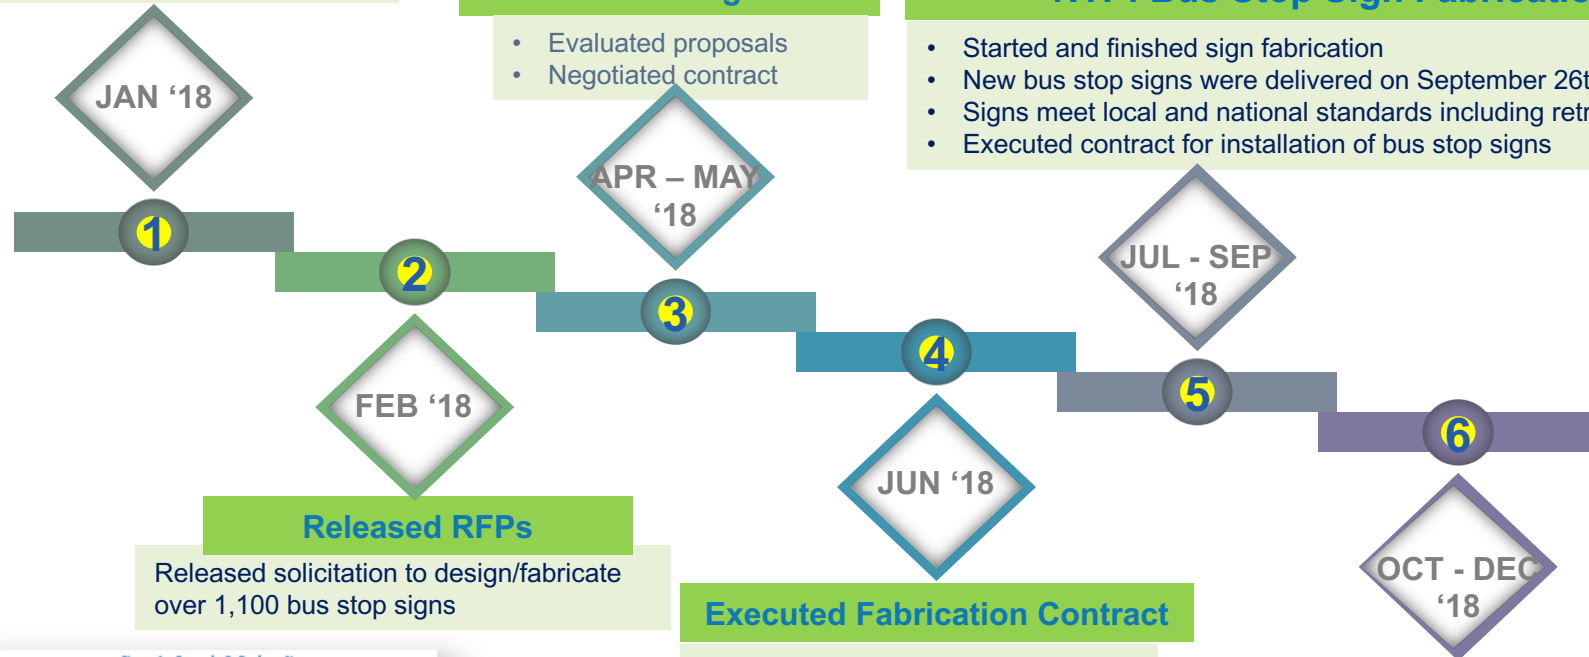 • Evaluated proposals
• Negotiated contract
• Started and finished sign fabrication
• New bus stop signs were delivered on September
• Signs meet local and national standards including
• Executed contract for installation of bus stop signs
JAN ‘18
APR – MAY
‘18
JUL - SEP
‘18
1
2
3
4
5
6
FEB ‘18
JUN ‘18
OCT - DEC
‘18
Released RFPs
Released solicitation to design/fabricate
over 1,100 bus stop signs
Executed Fabrication Contract